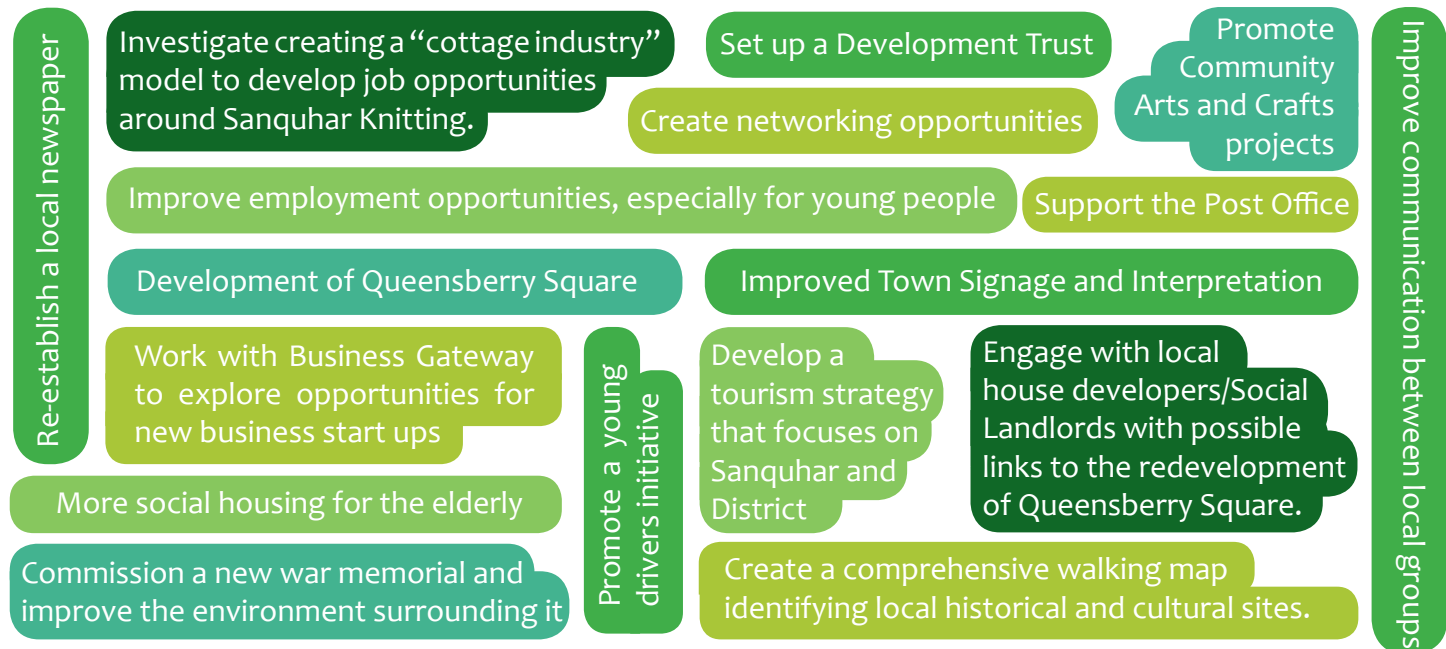 Re-establish a local newspaper
Investigate creating a “cottage industry”
model to develop job opportunities
around Sanquhar Knitting.
Set up a Development Trust
Create networking opportunities
Promote
Community
Arts and Crafts
projects
Improve communication between local groups
Improve employment opportunities, especially for young people
Support the Post Office
Development of Queensberry Square
Improved Town Signage and Interpretation
Work with Business Gateway
to explore opportunities for
new business start ups
Promote a young
drivers initiative
Develop a
tourism strategy
that focuses on
Sanquhar and
District
Engage with local
house developers/Social
Landlords with possible
links to the redevelopment
of Queensberry Square.
More social housing for the elderly
Commission a new war memorial and
improve the environment surrounding it
Create a comprehensive walking map
identifying local historical and cultural sites.